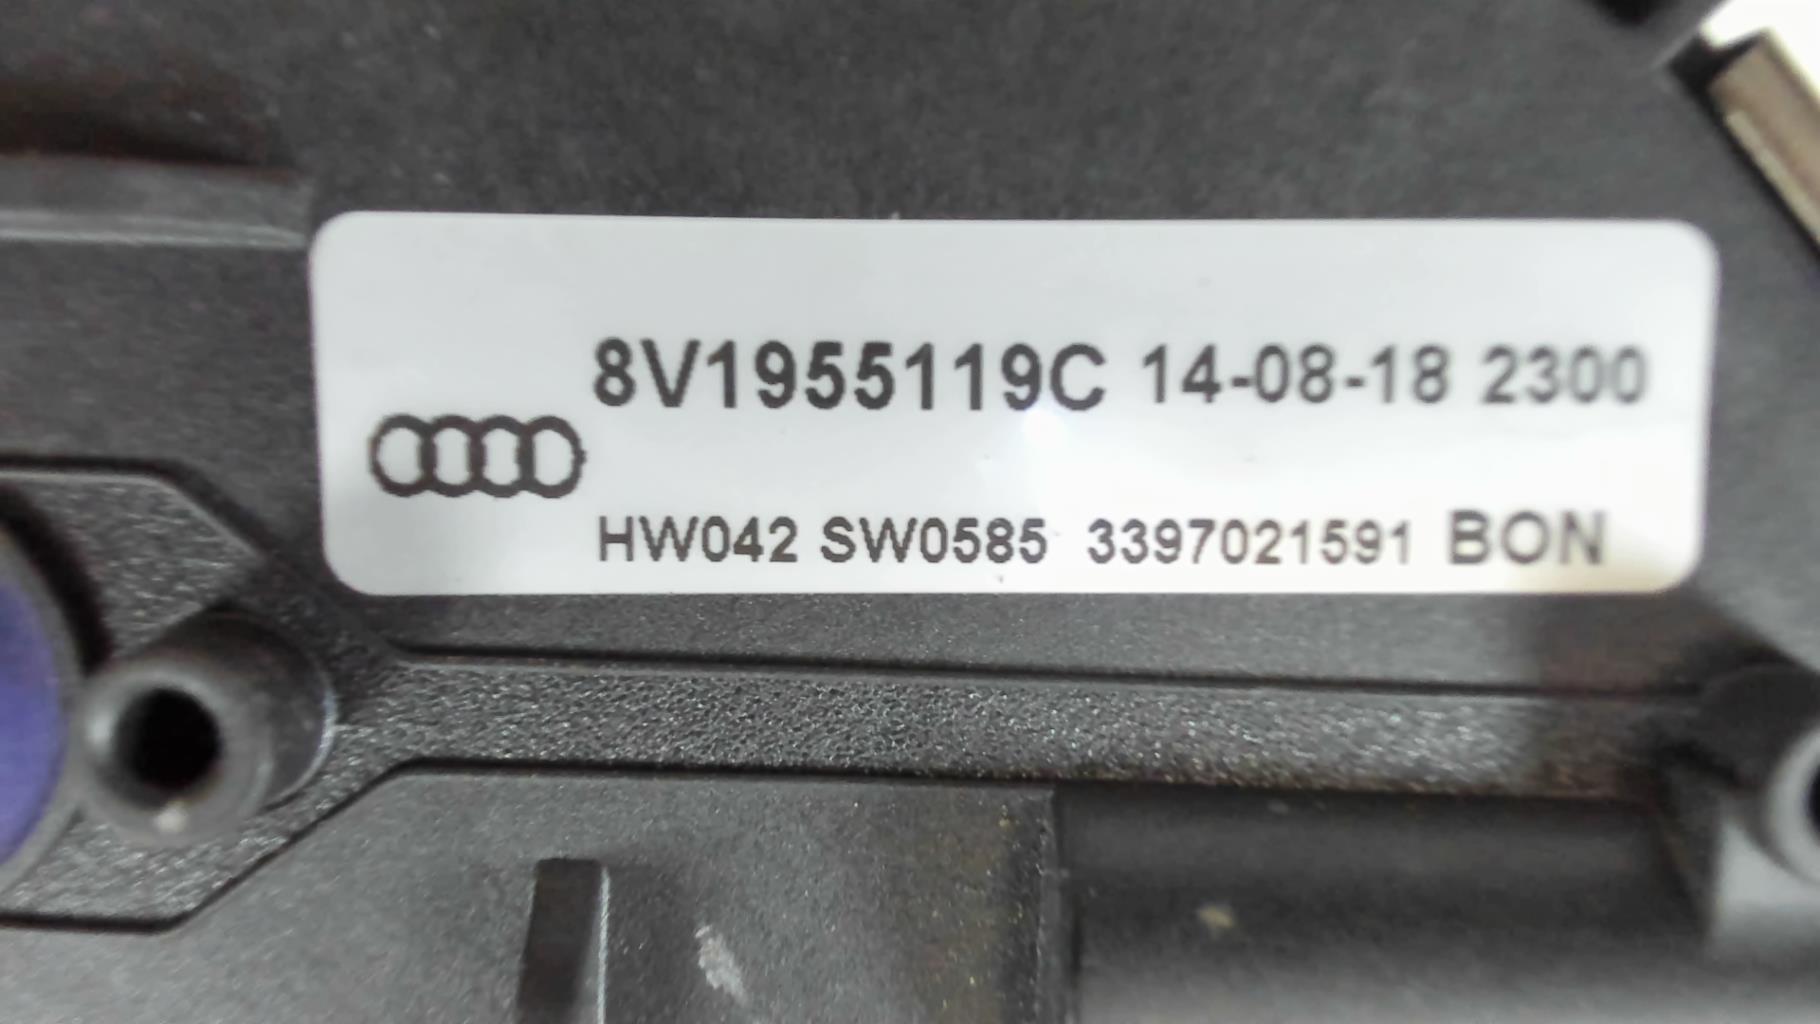 8V1955119C 14-08-18 2300
HW042 SW0585 3397021591 BON